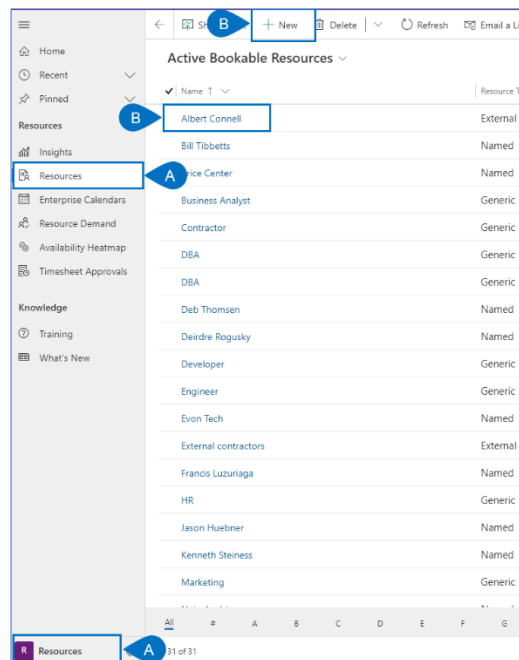 Sh
B
New
Delete
Refresh
Email a Li
Home
Recent
Pinned
Resources
Insights
Resources
A
Enterprise Calendars
Resource Demand
Availability Heatmap
Timesheet Approvals
Knowledge
Training
What's New
R Resources
A
Active Bookable Resources
Name ↑ Resource T
B
Albert Connell External
Bill Tibbetts Named
rice Center Named
Business Analyst Generic
Contractor Generic
DBA Generic
DBA Generic
Deb Thomsen Named
Deirdre Rogusky Named
Developer Generic
Engineer Generic
Evon Tech Named
External contractors External
Francis Luzuriaga Named
HR Generic
Jason Huebner Named
Kenneth Steiness Named
Marketing Generic
All # A B C D E F G
31 of 31